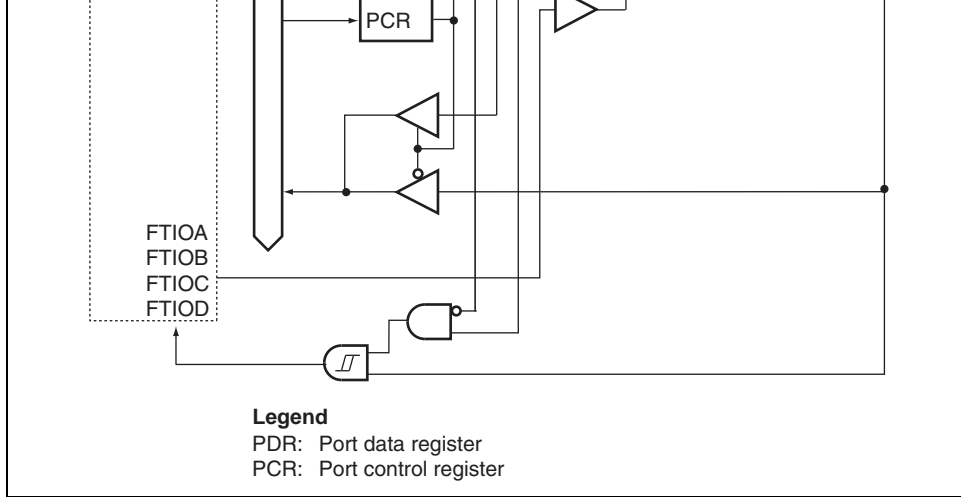 PCR
FTIOA
FTIOB
FTIOC
FTIOD
Legend
PDR: Port data register
PCR: Port control register